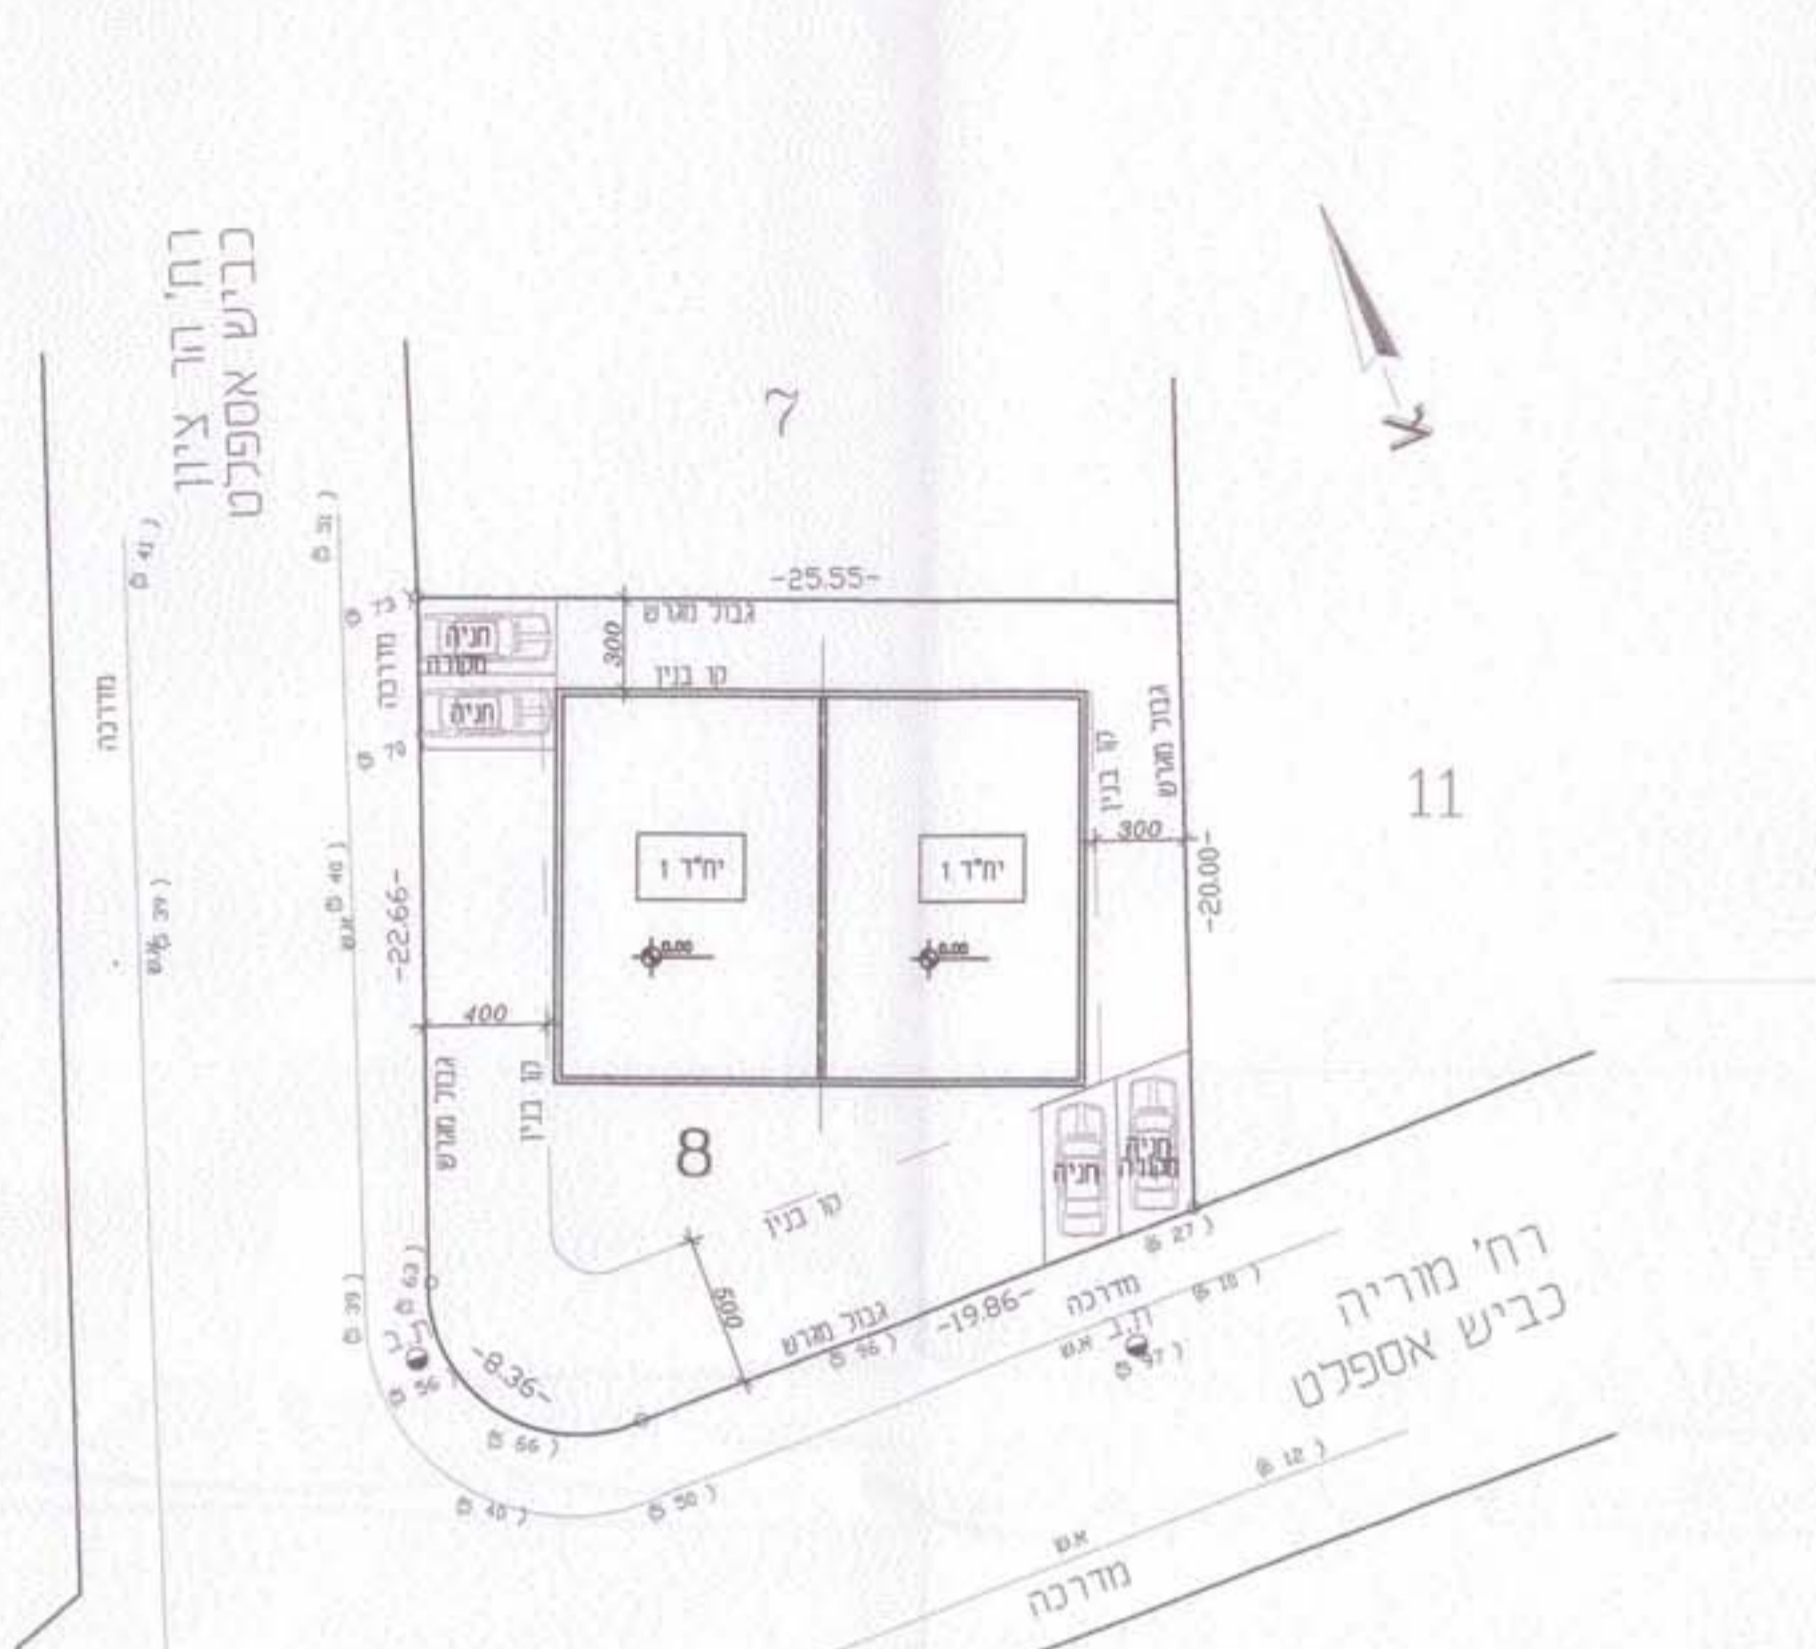 רח' הר ציון
כביש אספלט
7
-25.55-
גבול מגרש
300
קו בנין
חניה
מקורה
חניה
מדרכה
מדרכה
גבול מגרש
קו בנין
300
-20.00-
11
יח"ד 1
יח"ד 1
0.00
0.00
-22.66-
400
גבול מגרש
קו בנין
8
קו בנין
500
חניה
חניה
מקורה
-8.36-
גבול מגרש
-19.86-
מדרכה
רח' מוריה
כביש אספלט
א.ש
א.ש
מדרכה